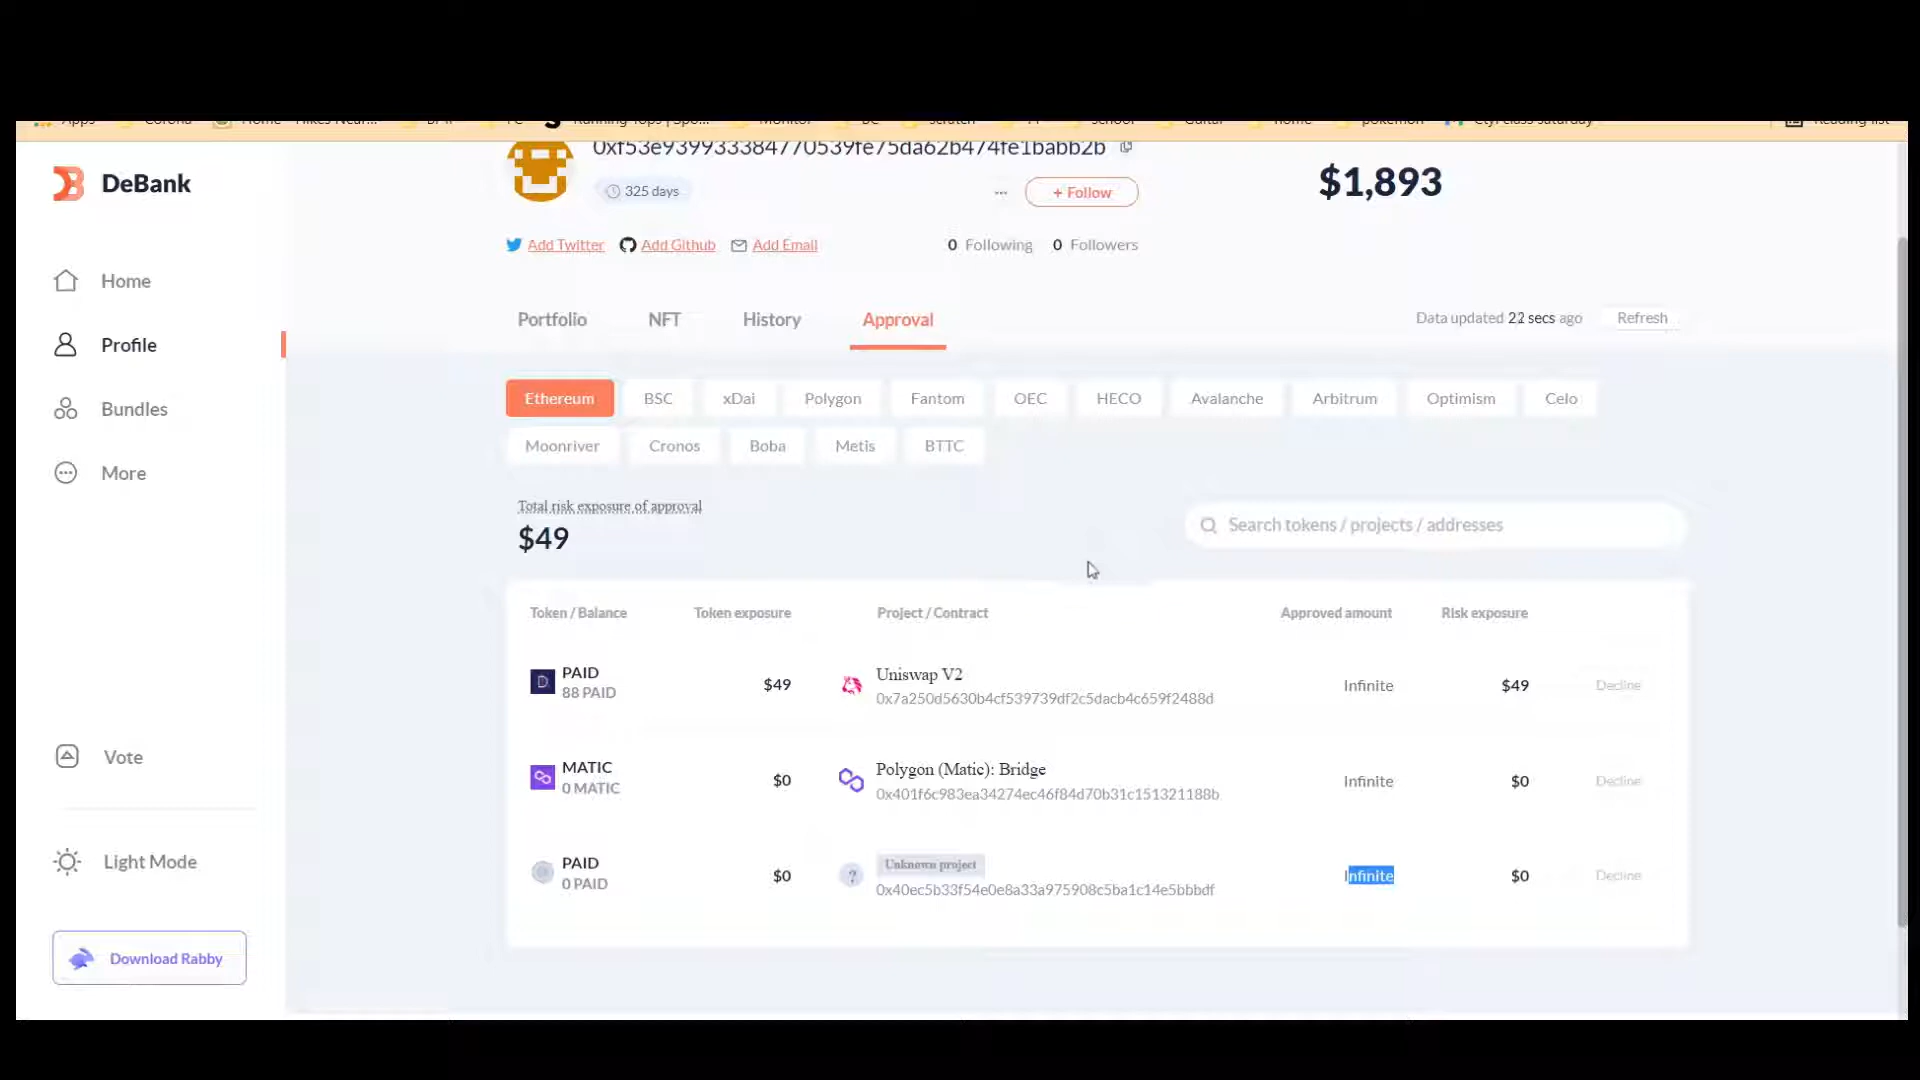 0xf53e939933384770539fe75da62b474fe1babb2b
$1,893
DeBank
325 days
+ Follow
Add Twitter
Add Github
Add Email
0 Following
0 Followers
Home
Profile
Bundles
More
Vote
Light Mode
Download Rabby
Portfolio
NFT
History
Approval
Data updated 22 secs ago
Refresh
Ethereum
BSC
xDai
Polygon
Fantom
OEC
HECO
Avalanche
Arbitrum
Optimism
Celo
Moonriver
Cronos
Boba
Metis
BTTC
Total risk exposure of approval
$49
Search tokens / projects / addresses
Token / Balance
Token exposure
Project / Contract
Approved amount
Risk exposure
PAID
88 PAID
$49
Uniswap V2
0x7a250d5630b4cf539739df2c5dacb4c659f2488d
Infinite
$49
Decline
MATIC
0 MATIC
$0
Polygon (Matic): Bridge
0x401f6c983ea34274ec46f84d70b31c151321188b
Infinite
$0
Decline
PAID
0 PAID
$0
Unknown project
0x40ec5b33f54e0e8a33a975908c5ba1c14e5bbbdf
Infinite
$0
Decline